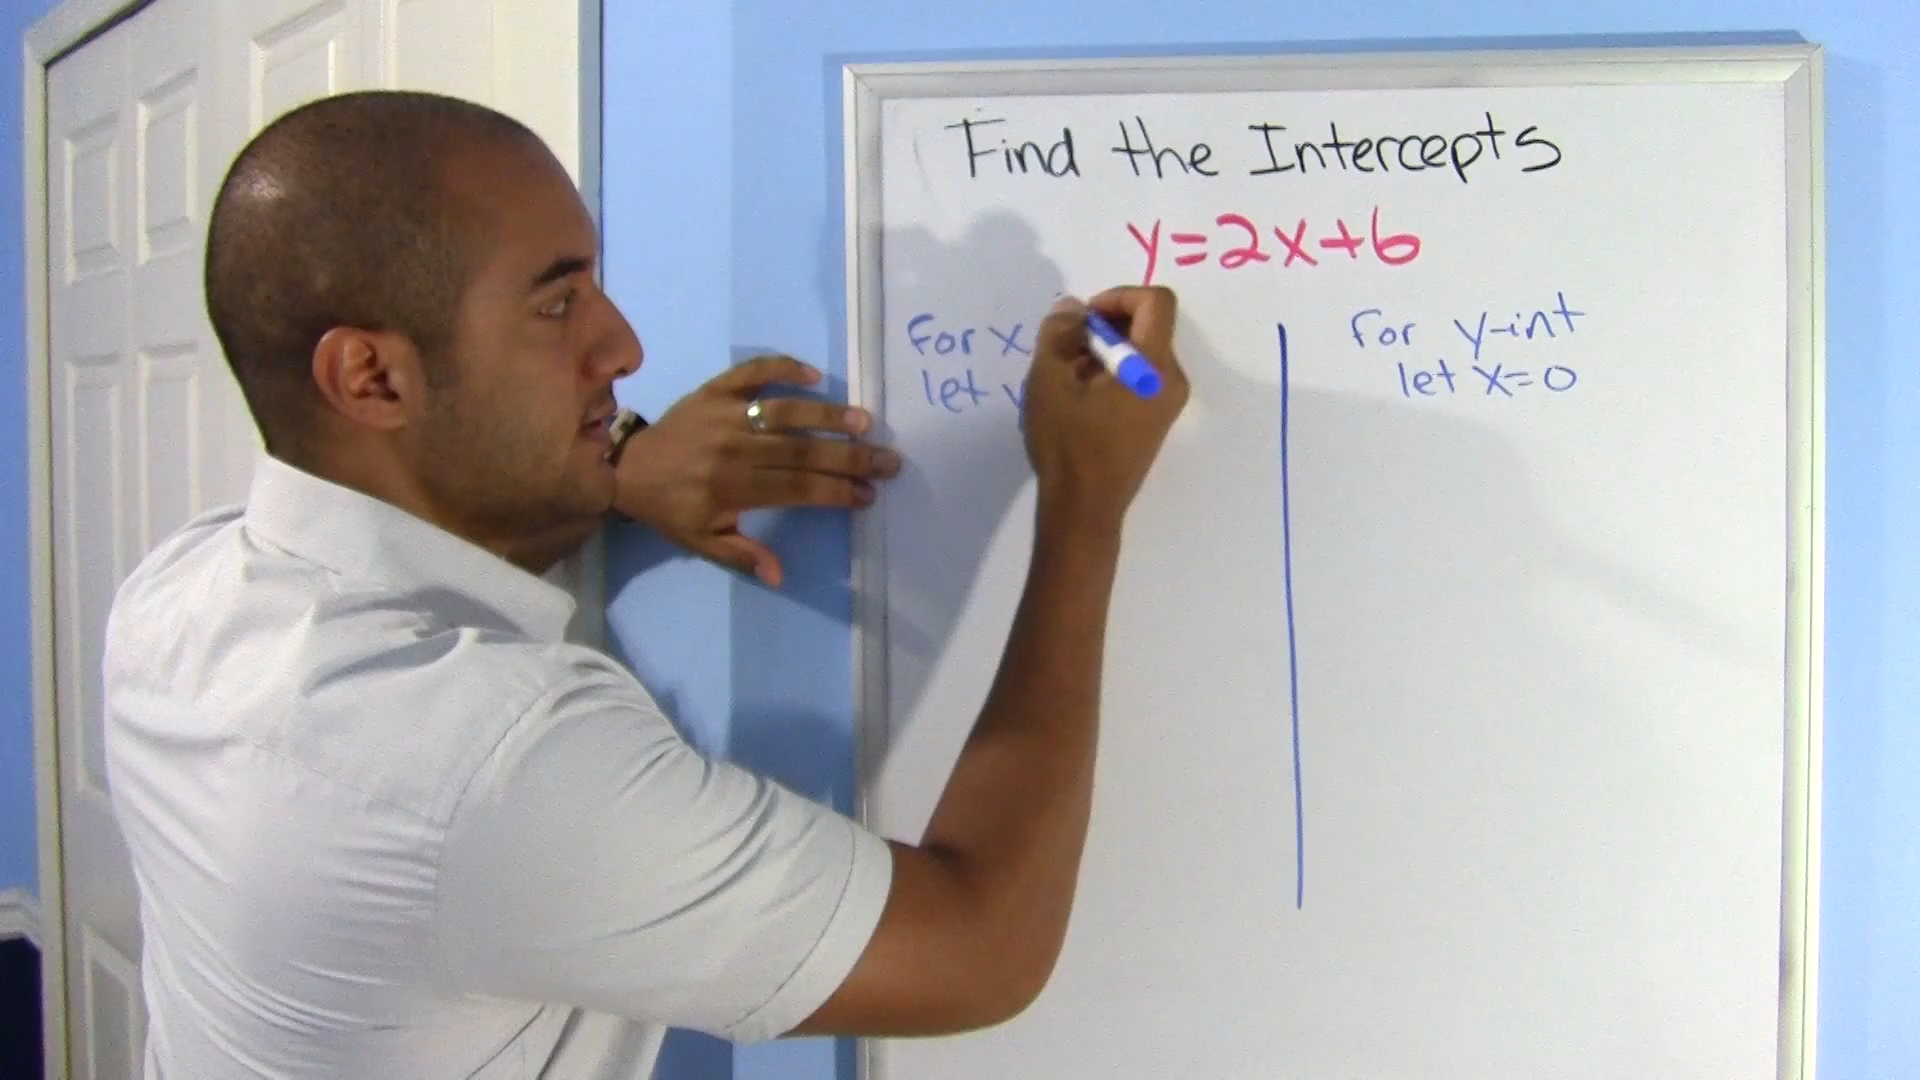 Find the Intercepts
y=2x+6
For x
let y
For y-int
let x=0